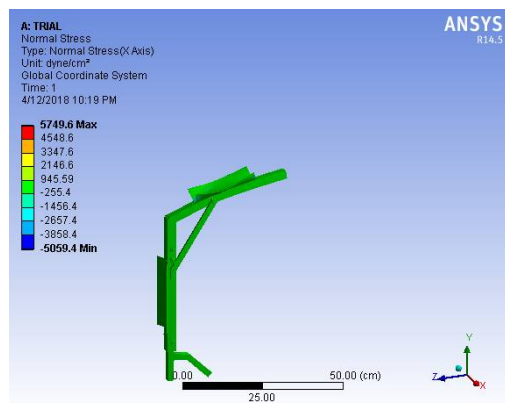 A: TRIAL
Normal Stress
Type: Normal Stress(X Axis)
Unit: dyne/cm²
Global Coordinate System
Time: 1
4/12/2018 10:19 PM
ANSYS
R14.5
5749.6 Max
4548.6
3347.6
2146.6
945.59
-255.4
-1456.4
-2657.4
-3858.4
-5059.4 Min
0.00
50.00 (cm)
25.00
Y
Z
X